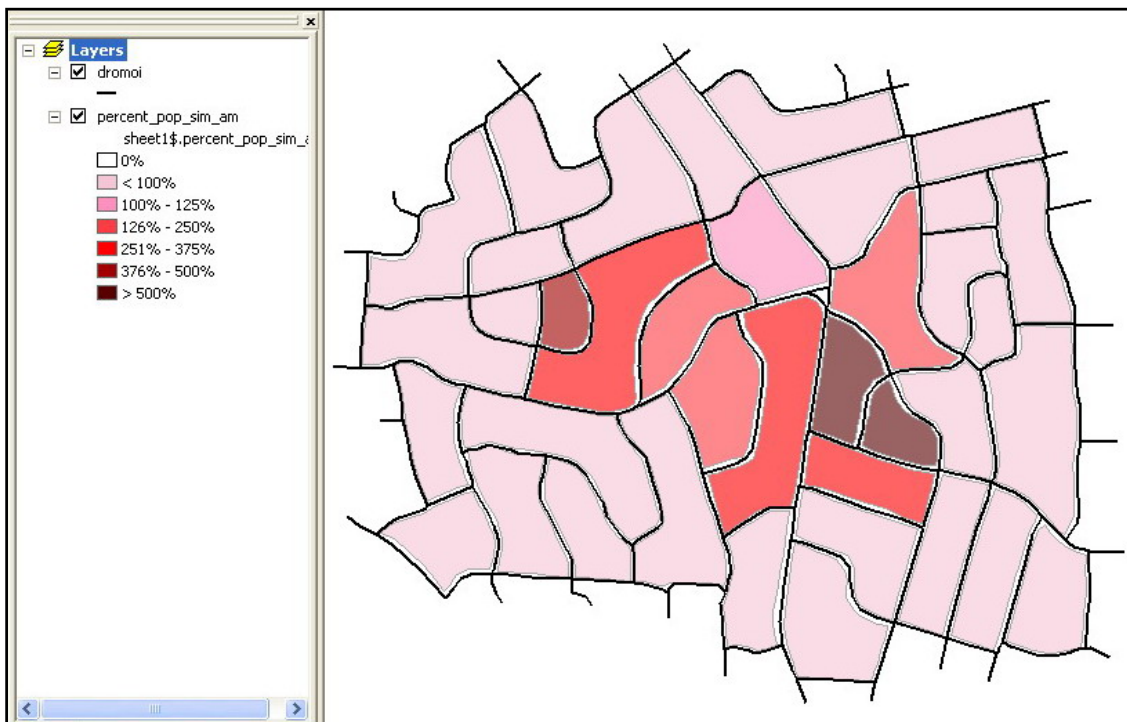 Layers
dromoi
percent_pop_sim_am
sheet1$.percent_pop_sim_a
0%
< 100%
100% - 125%
126% - 250%
251% - 375%
376% - 500%
> 500%